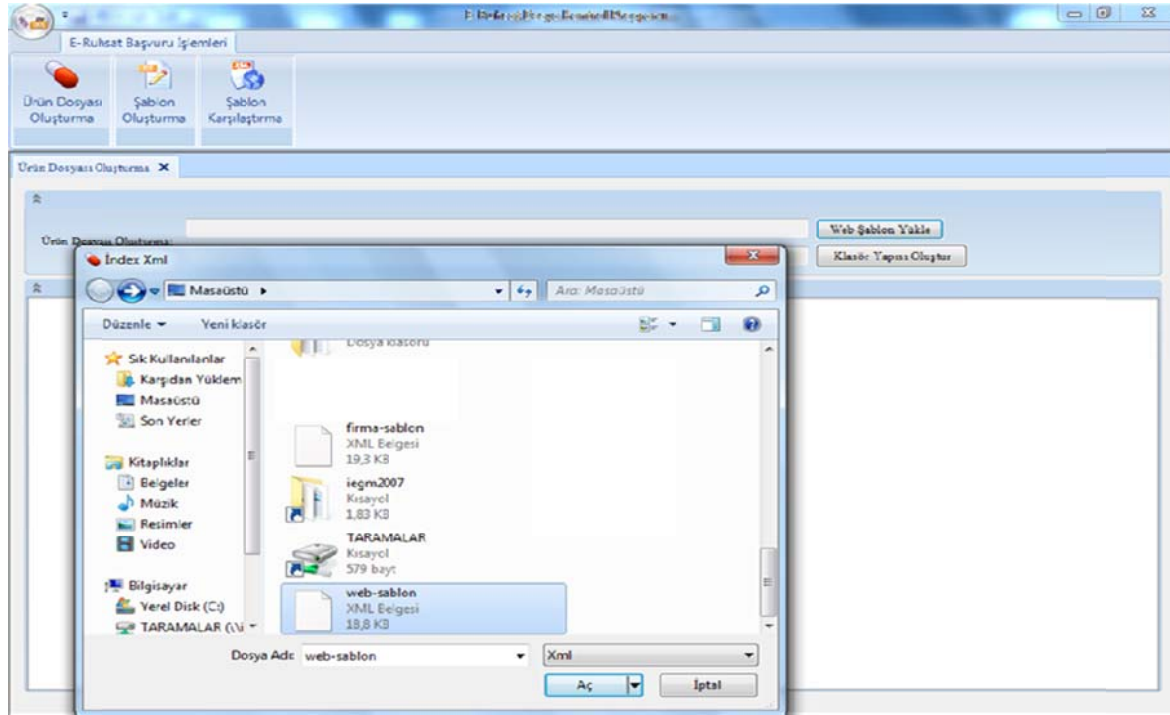 E-Ruhsat Başvuru İşlemleri
Ürün Dosyası
Oluşturma
Şablon
Oluşturma
Şablon
Karşılaştırma
Ürün Dosyası Oluşturma
Ürün Dosyası Oluşturma:
Web Şablon Yükle
Klasör Yapısı Oluştur
İndex Xml
Masaüstü
Ara: Masaüstü
Düzenle
Yeni klasör
Sık Kullanılanlar
Karşıdan Yüklem
Masaüstü
Son Yerler
Kitaplıklar
Belgeler
Müzik
Resimler
Video
Bilgisayar
Yerel Disk (C:)
TARAMALAR (\\i
Dosya klasörü
firma-sablon
XML Belgesi
19,3 KB
iegm2007
Kısayol
1,83 KB
TARAMALAR
Kısayol
579 bayt
web-sablon
XML Belgesi
18,8 KB
Dosya Adı: web-sablon
Xml
Aç
İptal